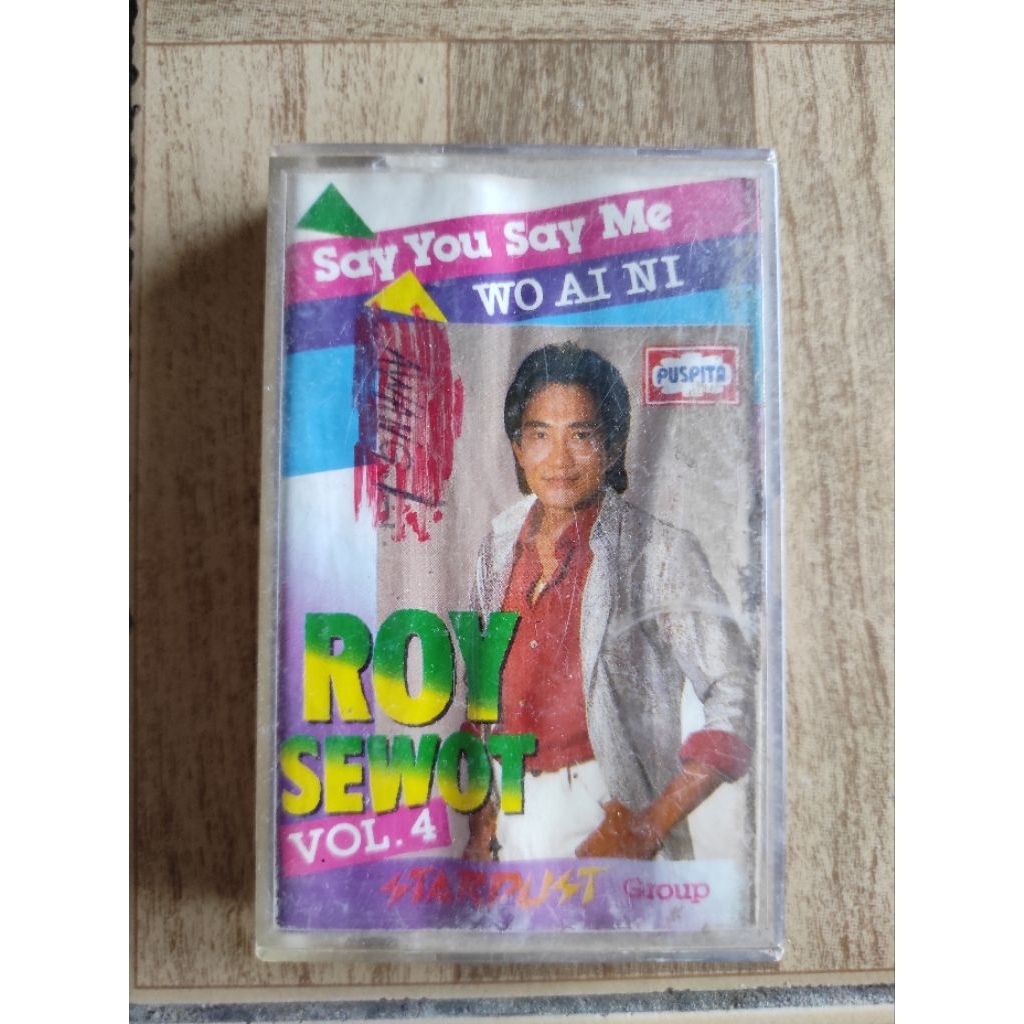 Say You Say Me
WO AI NI
PUSPITA
ROY
SEWOT
VOL. 4
STARDUST Group